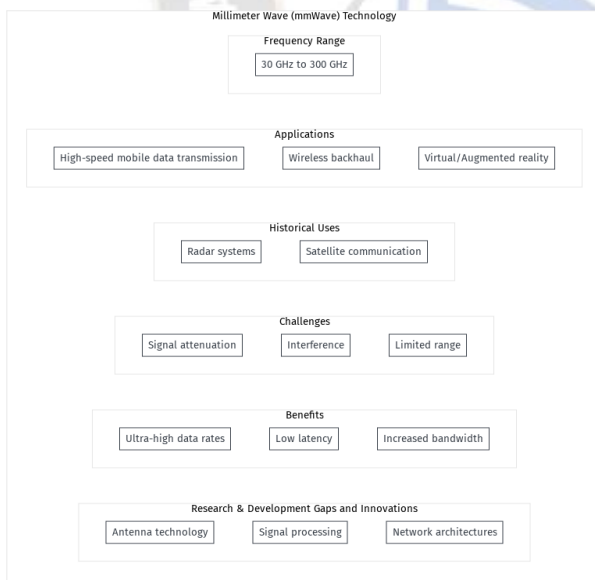 Millimeter Wave (mmWave) Technology
Frequency Range
30 GHz to 300 GHz
Applications
High-speed mobile data transmission
Wireless backhaul
Virtual/Augmented reality
Historical Uses
Radar systems
Satellite communication
Challenges
Signal attenuation
Interference
Limited range
Benefits
Ultra-high data rates
Low latency
Increased bandwidth
Research & Development Gaps and Innovations
Antenna technology
Signal processing
Network architectures